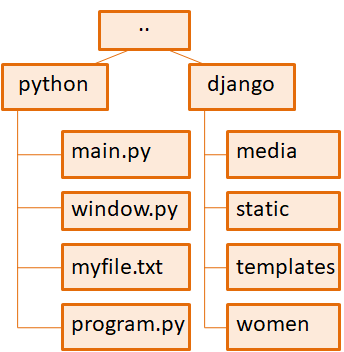 ..
python
main.py
window.py
myfile.txt
program.py
django
media
static
templates
women